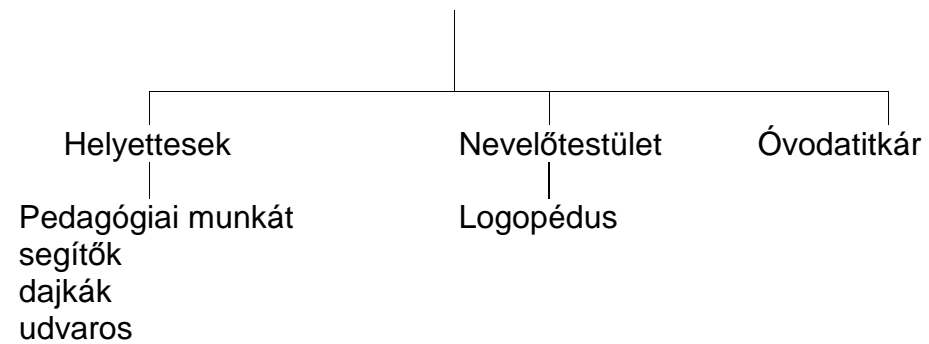 Helyettesek
Nevelőtestület
Óvodatitkár
Pedagógiai munkát
segítők
dajkák
udvaros
Logopédus